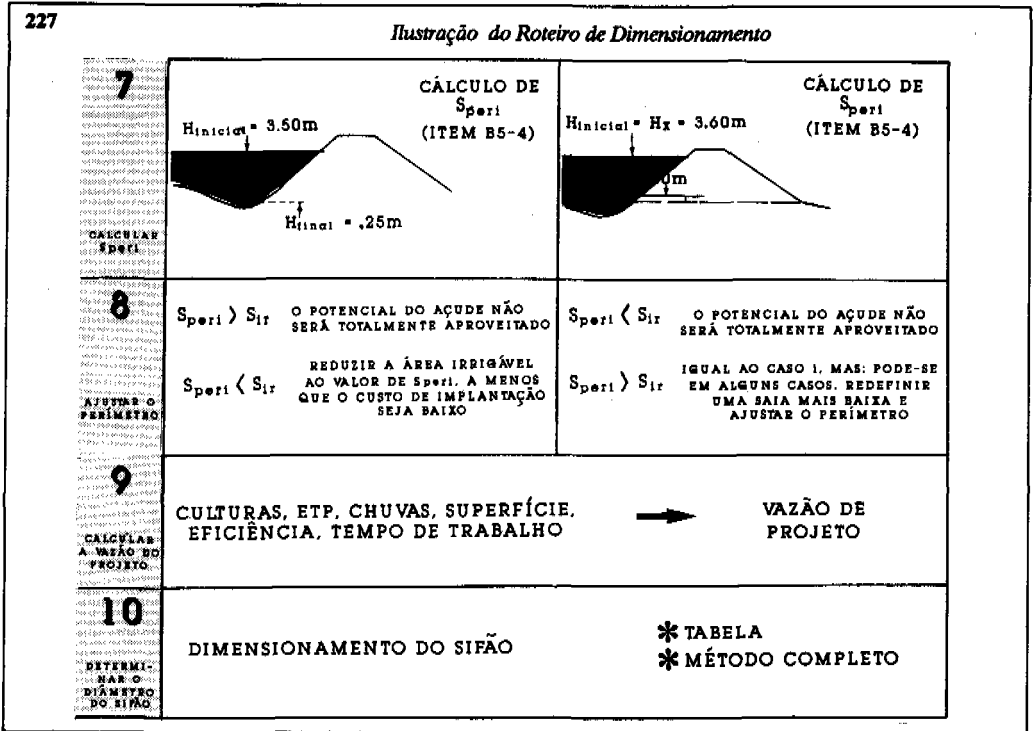 227
Ilustração do Roteiro de Dimensionamento
7
CALCULAR
Speri
CÁLCULO DE
Speri
(ITEM B5-4)
Hinicial = 3.50m
Hfinal = .25m
CÁLCULO DE
Speri
(ITEM B5-4)
Hinicial = HX = 3.60m
0m
8
AJUSTAR O
PERÍMETRO
Speri > Sir O POTENCIAL DO AÇUDE NÃO
SERÁ TOTALMENTE APROVEITADO
REDUZIR A ÁREA IRRIGÁVEL
Speri < Sir AO VALOR DE Speri, A MENOS
QUE O CUSTO DE IMPLANTAÇÃO
SEJA BAIXO
Speri < Sir O POTENCIAL DO AÇUDE NÃO
SERÁ TOTALMENTE APROVEITADO
IGUAL AO CASO 1, MAS: PODE-SE
Speri > Sir EM ALGUNS CASOS, REDEFINIR
UMA SAIA MAIS BAIXA E
AJUSTAR O PERÍMETRO
9
CALCULAR
A VAZÃO DO
PROJETO
CULTURAS, ETP, CHUVAS, SUPERFÍCIE,
EFICIÊNCIA, TEMPO DE TRABALHO
VAZÃO DE
PROJETO
10
DETERMI-
NAR O
DIÂMETRO
DO SIFÃO
DIMENSIONAMENTO DO SIFÃO
* TABELA
* MÉTODO COMPLETO